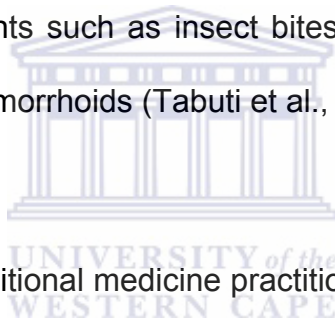 nts such as insect bites
morrhoids (Tabuti et al.,
UNIVERSITY of the
itional medicine practitio
WESTERN CAPE